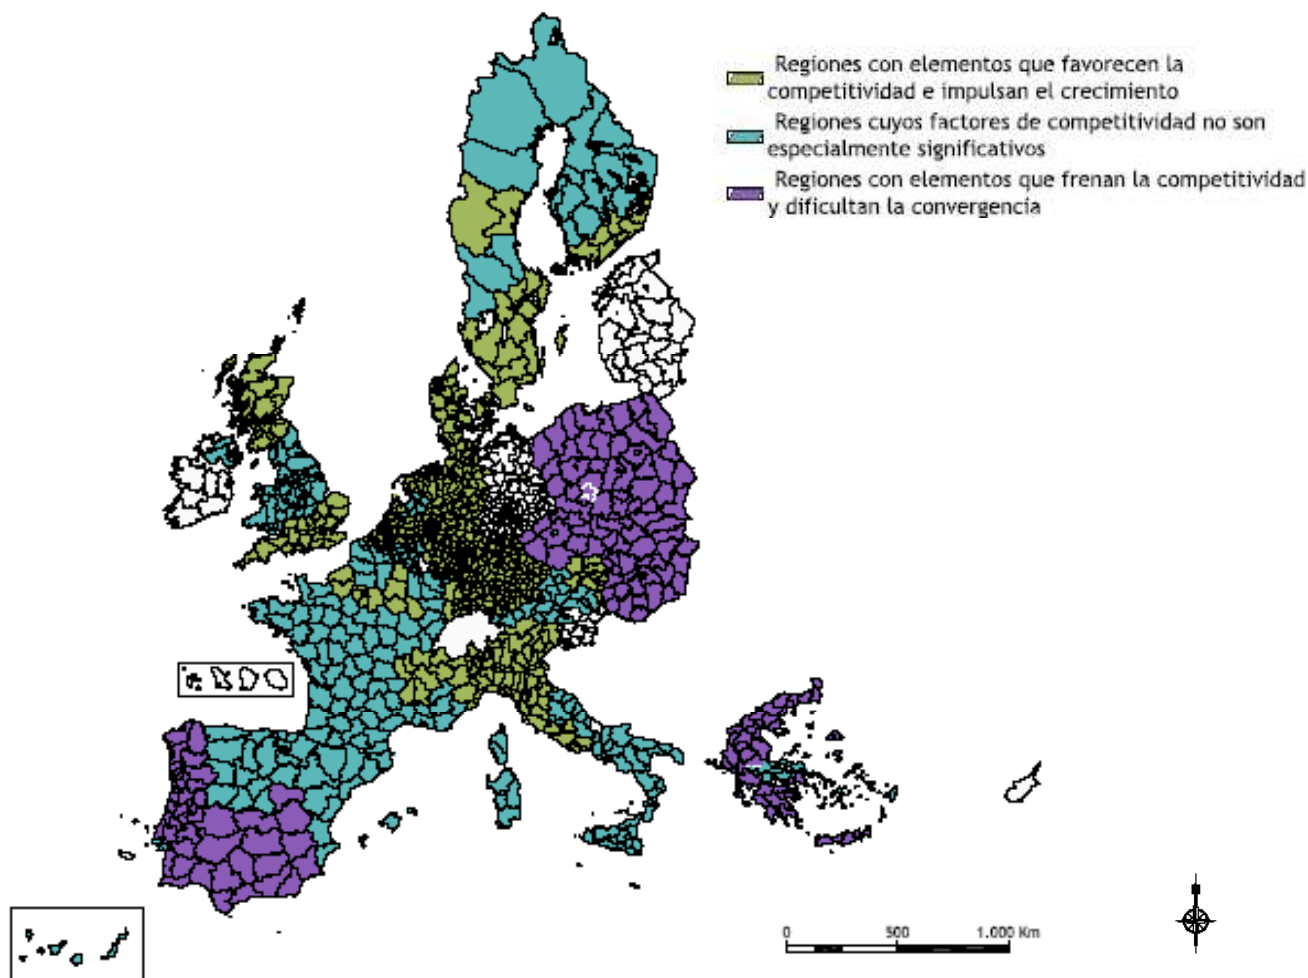 Regiones con elementos que favorecen la
competitividad e impulsan el crecimiento
Regiones cuyos factores de competitividad no son
especialmente significativos
Regiones con elementos que frenan la competitividad
y dificultan la convergencía
0 500 1.000 Km